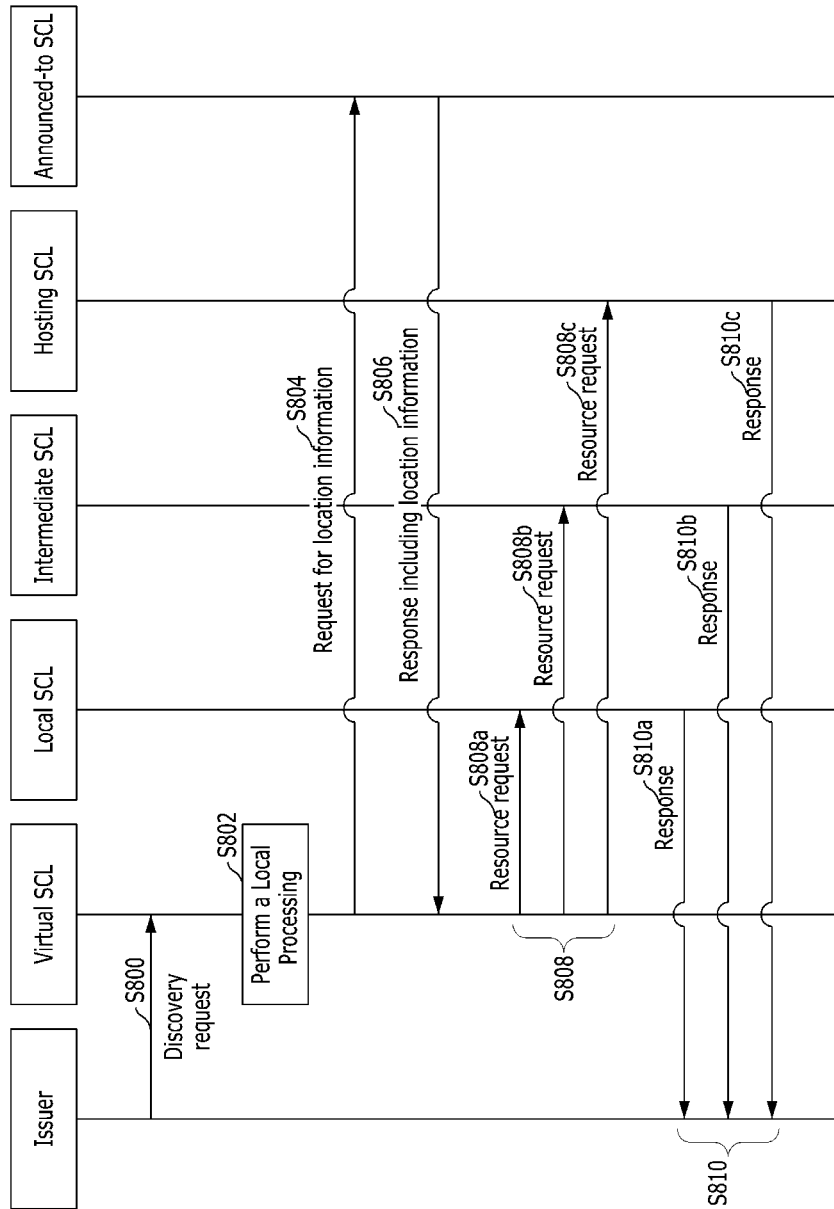 Issuer
Virtual SCL
Local SCL
Intermediate SCL
Hosting SCL
Announced-to SCL
S800
Discovery
request
S802
Perform a Local
Processing
S804
Request for location information
S806
Response including location information
S808
S808a
Resource request
S808b
Resource request
S808c
Resource request
S810
S810a
Response
S810b
Response
S810c
Response